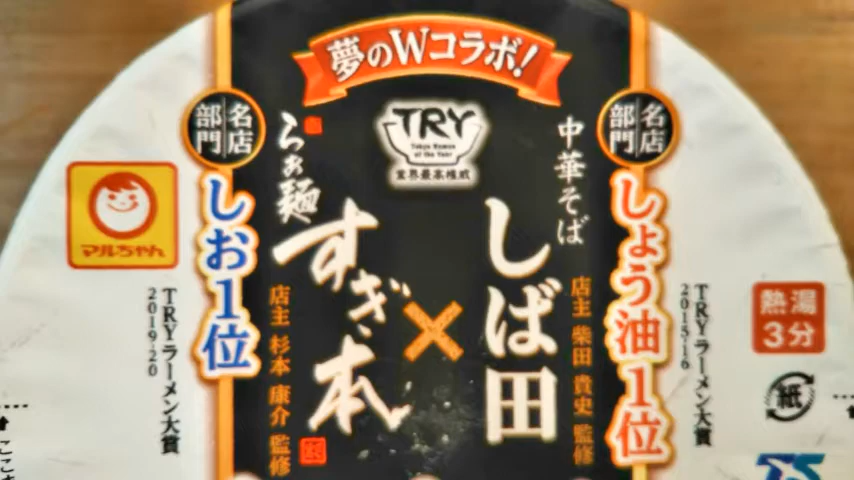 夢のWコラボ!
TRY
Tokyo Ramen
of the Year
業界最高権威
名店
部門
しょう油1位
TRYラーメン大賞
2015-16
中華そば
しば田
店主 柴田 貴史 監修
×
名店
部門
しお1位
TRYラーメン大賞
2019-20
らぁ麺
すぎ本
店主 杉本 康介 監修
マルちゃん
熱湯
3分
紙